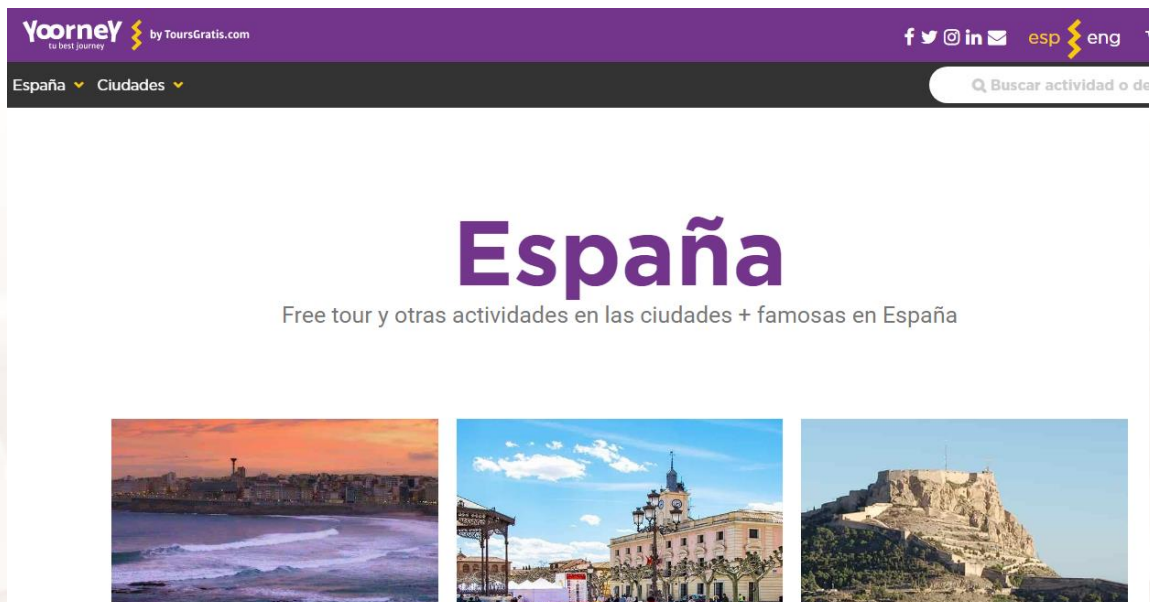 Yoorney
tu best journey
by ToursGratis.com
esp eng
España Ciudades
Buscar actividad o de
España
Free tour y otras actividades en las ciudades + famosas en España